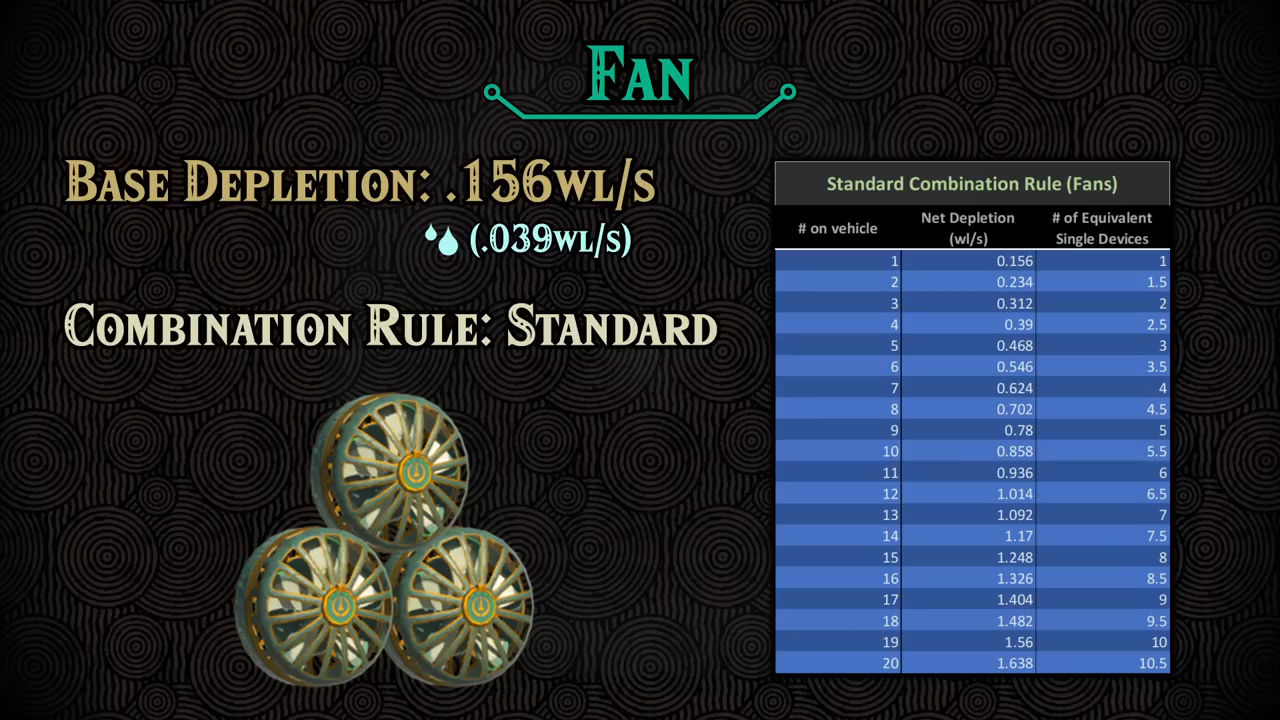 Fan
Base Depletion: .156wl/s
(.039wl/s)
Combination Rule: Standard
Standard Combination Rule (Fans)
# on vehicle Net Depletion (wl/s) # of Equivalent Single Devices
1 0.156 1
2 0.234 1.5
3 0.312 2
4 0.39 2.5
5 0.468 3
6 0.546 3.5
7 0.624 4
8 0.702 4.5
9 0.78 5
10 0.858 5.5
11 0.936 6
12 1.014 6.5
13 1.092 7
14 1.17 7.5
15 1.248 8
16 1.326 8.5
17 1.404 9
18 1.482 9.5
19 1.56 10
20 1.638 10.5